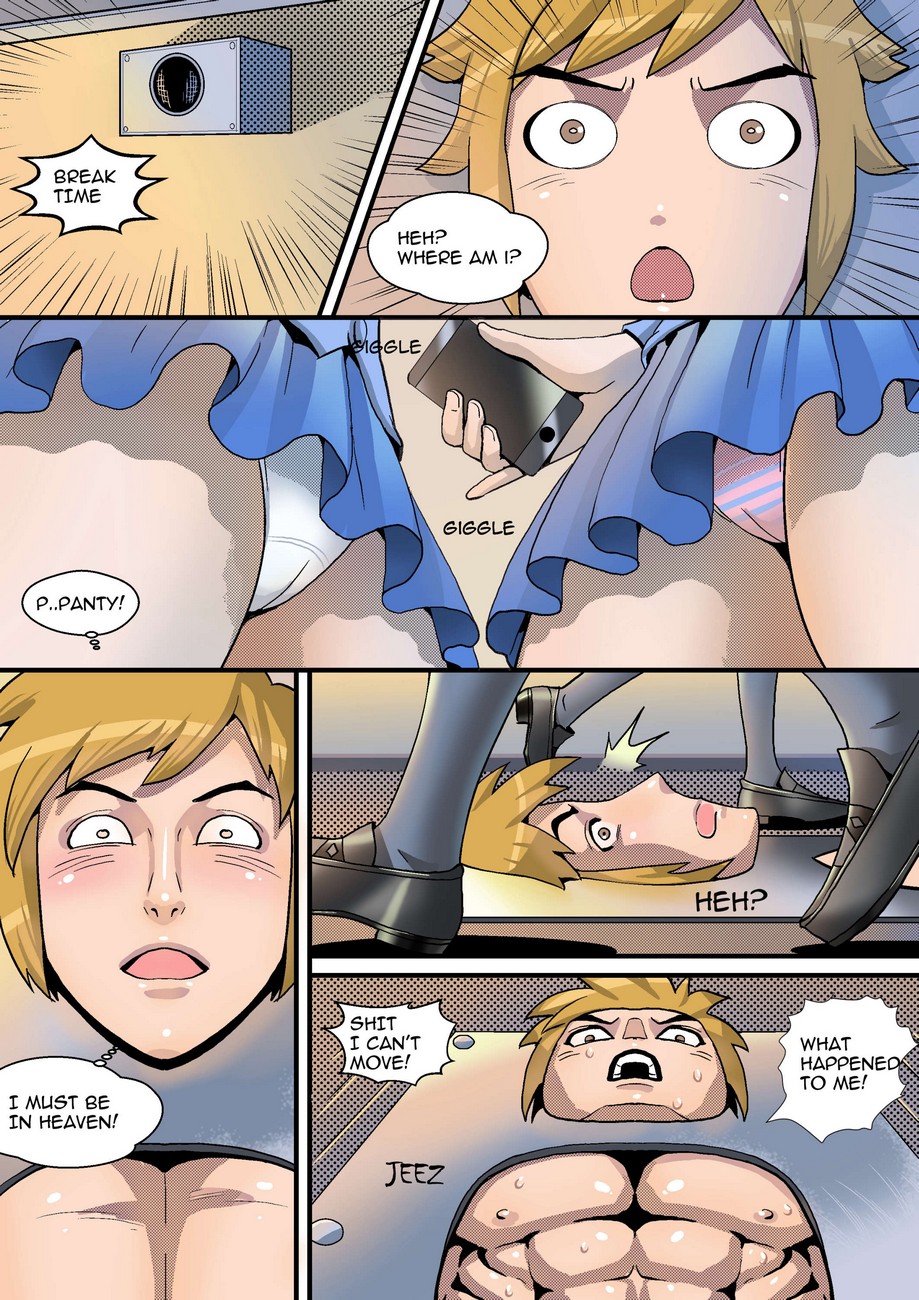 BREAK
TIME
HEH?
WHERE AM I?
GIGGLE
GIGGLE
P..PANTY!
I MUST BE
IN HEAVEN!
HEH?
SHIT
I CAN'T
MOVE!
WHAT
HAPPENED
TO ME!
JEEZ